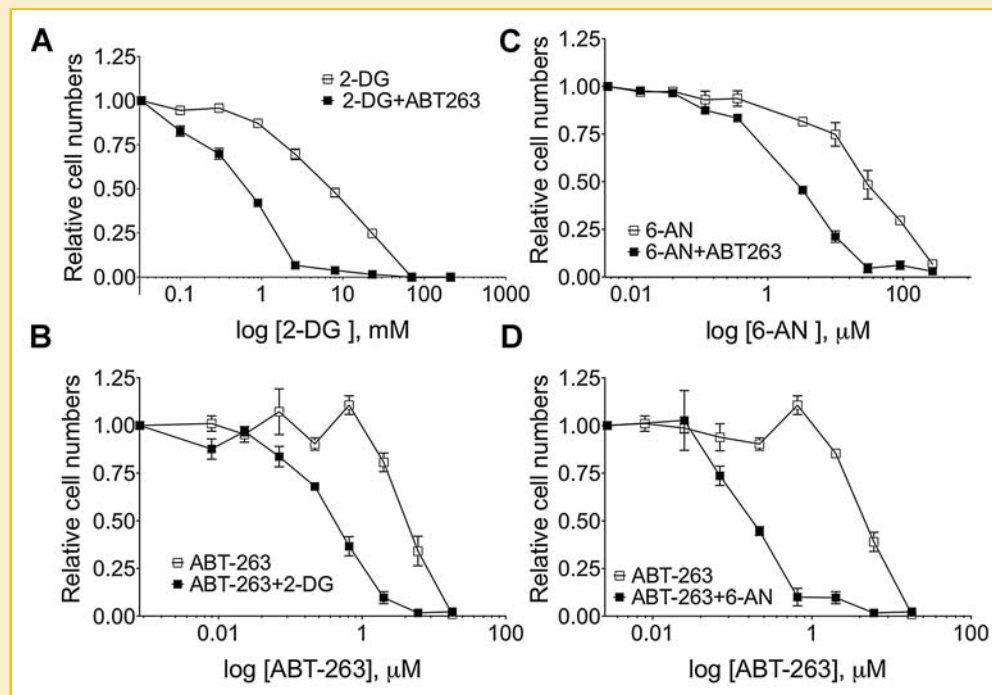 A
Relative cell numbers
1.25
1.00
0.75
0.50
0.25
0.00
2-DG
2-DG+ABT263
0.1
1
10
100
1000
log [2-DG ], mM
C
Relative cell numbers
1.25
1.00
0.75
0.50
0.25
0.00
6-AN
6-AN+ABT263
0.01
1
100
log [6-AN ], μM
B
Relative cell numbers
1.25
1.00
0.75
0.50
0.25
0.00
ABT-263
ABT-263+2-DG
0.01
1
100
log [ABT-263], μM
D
Relative cell numbers
1.25
1.00
0.75
0.50
0.25
0.00
ABT-263
ABT-263+6-AN
0.01
1
100
log [ABT-263], μM